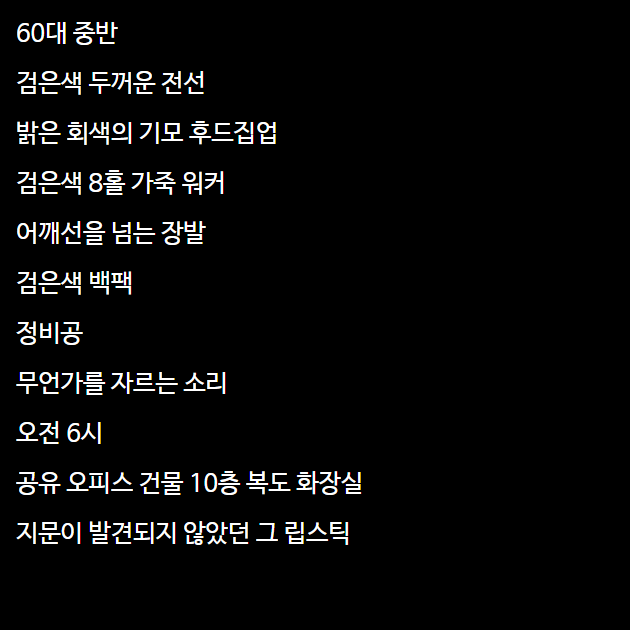 60대 중반
검은색 두꺼운 전선
밝은 회색의 기모 후드집업
검은색 8홀 가죽 워커
어깨선을 넘는 장발
검은색 백팩
정비공
무언가를 자르는 소리
오전 6시
공유 오피스 건물 10층 복도 화장실
지문이 발견되지 않았던 그 립스틱